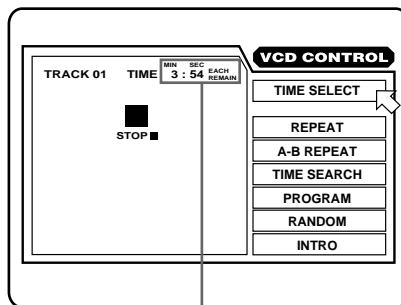 VCD CONTROL
MIN SEC
TRACK 01 TIME 3 : 54 EACH REMAIN
TIME SELECT
STOP
REPEAT
A-B REPEAT
TIME SEARCH
PROGRAM
RANDOM
INTRO